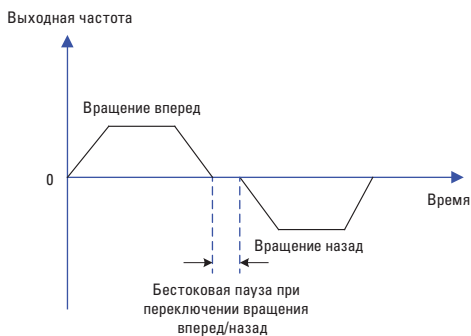 Выходная частота
Вращение вперед
0
Время
Вращение назад
Бестоковая пауза при
переключении вращения
вперед/назад